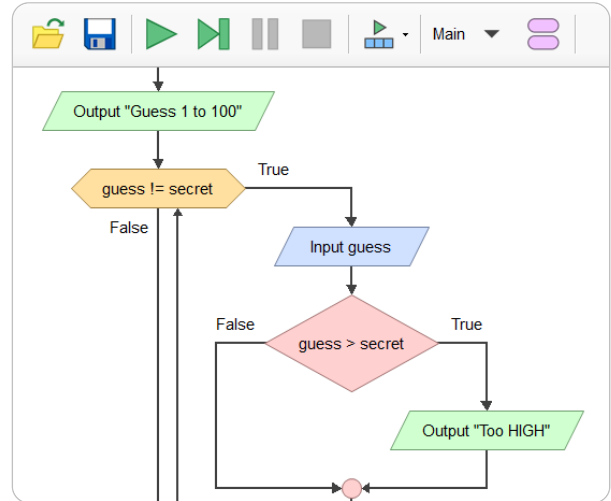 Main
Output "Guess 1 to 100"
guess != secret
True
False
Input guess
False
guess > secret
True
Output "Too HIGH"